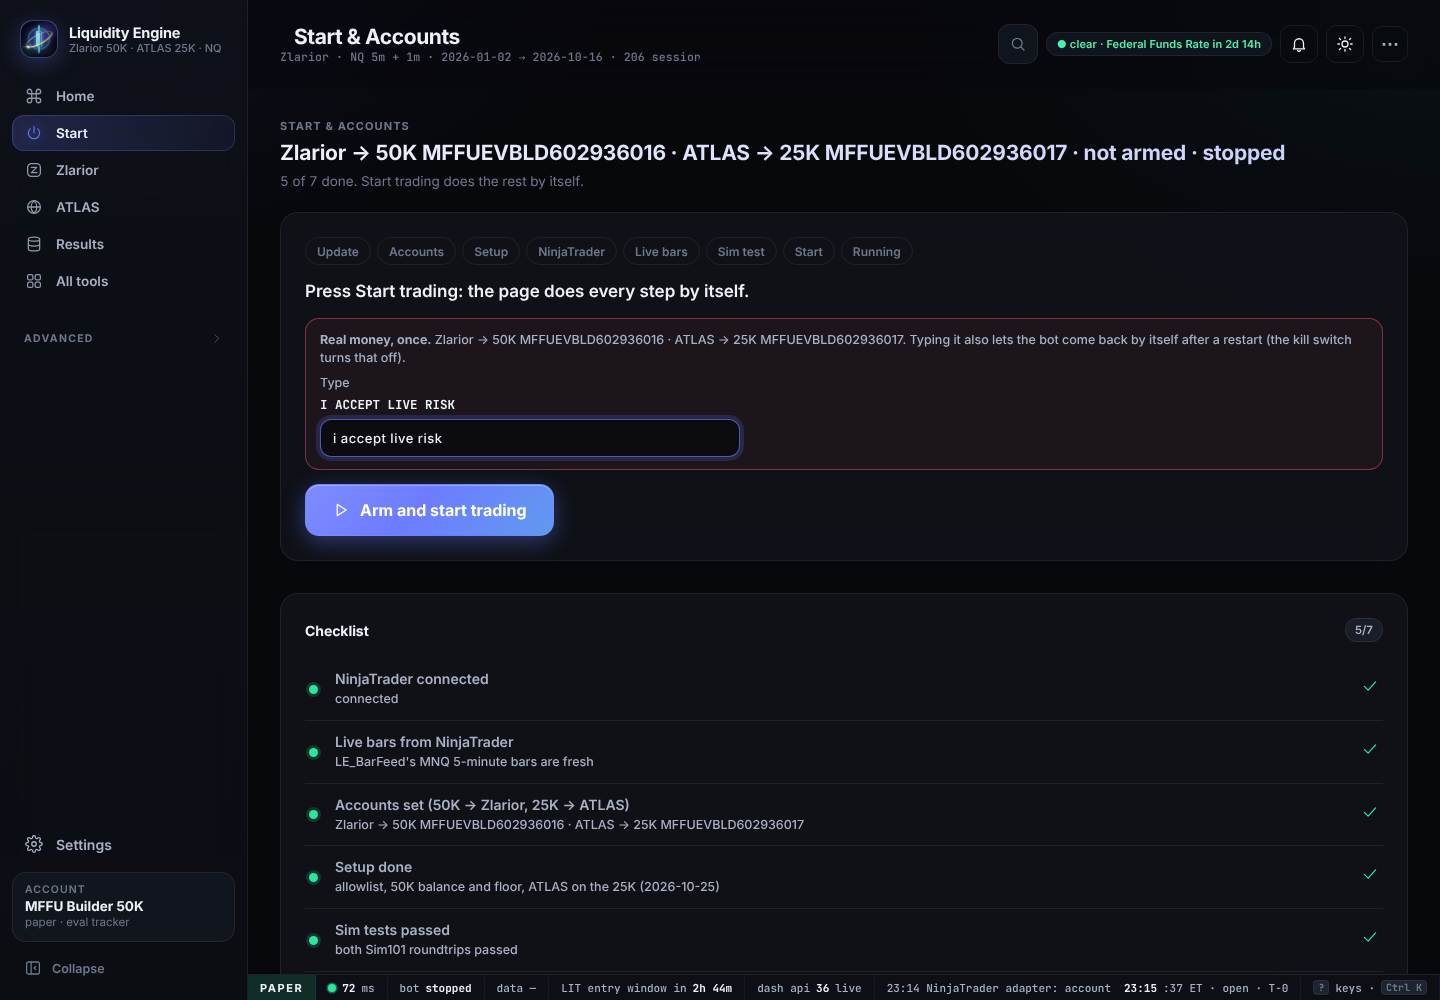 Liquidity Engine
Zlarior 50K · ATLAS 25K · NQ
Home
Start
Zlarior
ATLAS
Results
All tools
ADVANCED
Settings
ACCOUNT
MFFU Builder 50K
paper · eval tracker
Collapse
Start & Accounts
Zlarior · NQ 5m + 1m · 2026-01-02 → 2026-10-16 · 206 session
clear · Federal Funds Rate in 2d 14h
START & ACCOUNTS
Zlarior → 50K MFFUEVBLD602936016 · ATLAS → 25K MFFUEVBLD602936017 · not armed · stopped
5 of 7 done. Start trading does the rest by itself.
Update Accounts Setup NinjaTrader Live bars Sim test Start Running
Press Start trading: the page does every step by itself.
Real money, once. Zlarior → 50K MFFUEVBLD602936016 · ATLAS → 25K MFFUEVBLD602936017. Typing it also lets the bot come back by itself after a restart (the kill switch
turns that off).
Type
I ACCEPT LIVE RISK
i accept live risk
Arm and start trading
Checklist 5/7
NinjaTrader connected
connected
Live bars from NinjaTrader
LE_BarFeed's MNQ 5-minute bars are fresh
Accounts set (50K → Zlarior, 25K → ATLAS)
Zlarior → 50K MFFUEVBLD602936016 · ATLAS → 25K MFFUEVBLD602936017
Setup done
allowlist, 50K balance and floor, ATLAS on the 25K (2026-10-25)
Sim tests passed
both Sim101 roundtrips passed
PAPER 72 ms bot stopped data — LIT entry window in 2h 44m dash api 36 live 23:14 NinjaTrader adapter: account 23:15 :37 ET · open · T-0 ? keys · Ctrl K